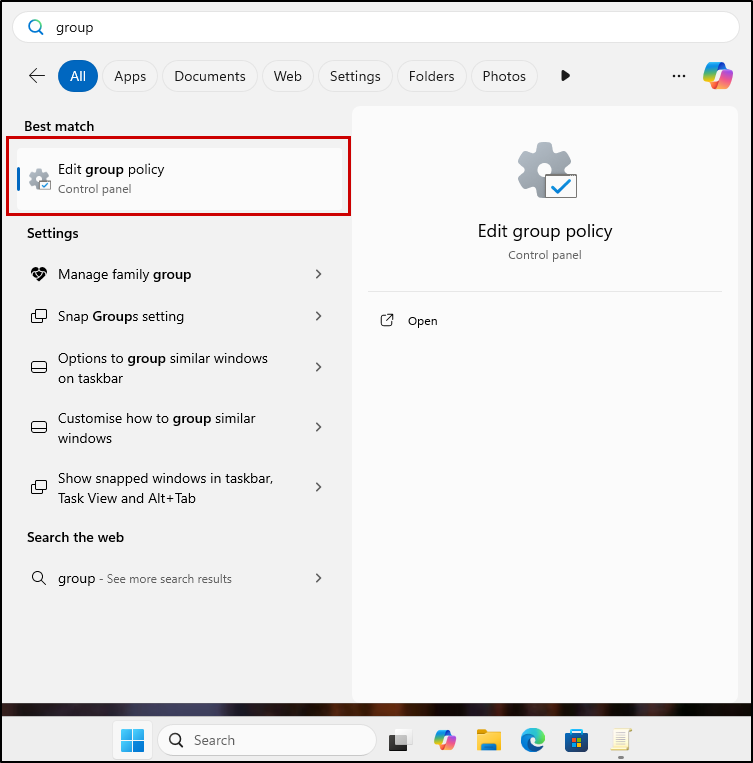 group
All Apps Documents Web Settings Folders Photos
Best match
Edit group policy
Control panel
Settings
Manage family group
Snap Groups setting
Options to group similar windows
on taskbar
Customise how to group similar
windows
Show snapped windows in taskbar,
Task View and Alt+Tab
Search the web
group - See more search results
Edit group policy
Control panel
Open
Search